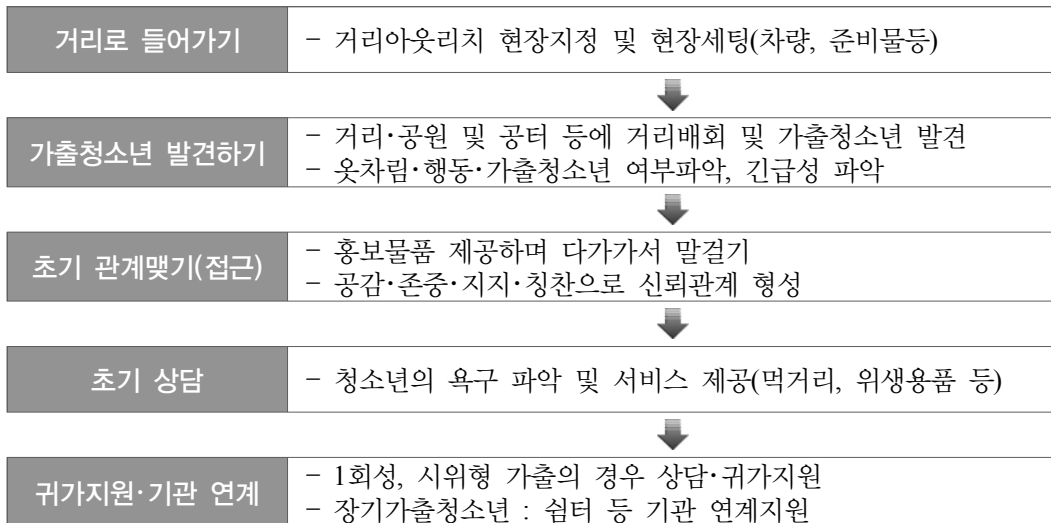 거리로 들어가기
- 거리아웃리치 현장지정 및 현장세팅(차량, 준비물등)
가출청소년 발견하기
- 거리·공원 및 공터 등에 거리배회 및 가출청소년 발견
- 옷차림·행동·가출청소년 여부파악, 긴급성 파악
초기 관계맺기(접근)
- 홍보물품 제공하며 다가가서 말걸기
- 공감·존중·지지·칭찬으로 신뢰관계 형성
초기 상담
- 청소년의 욕구 파악 및 서비스 제공(먹거리, 위생용품 등)
귀가지원·기관 연계
- 1회성, 시위형 가출의 경우 상담·귀가지원
- 장기가출청소년 : 쉼터 등 기관 연계지원